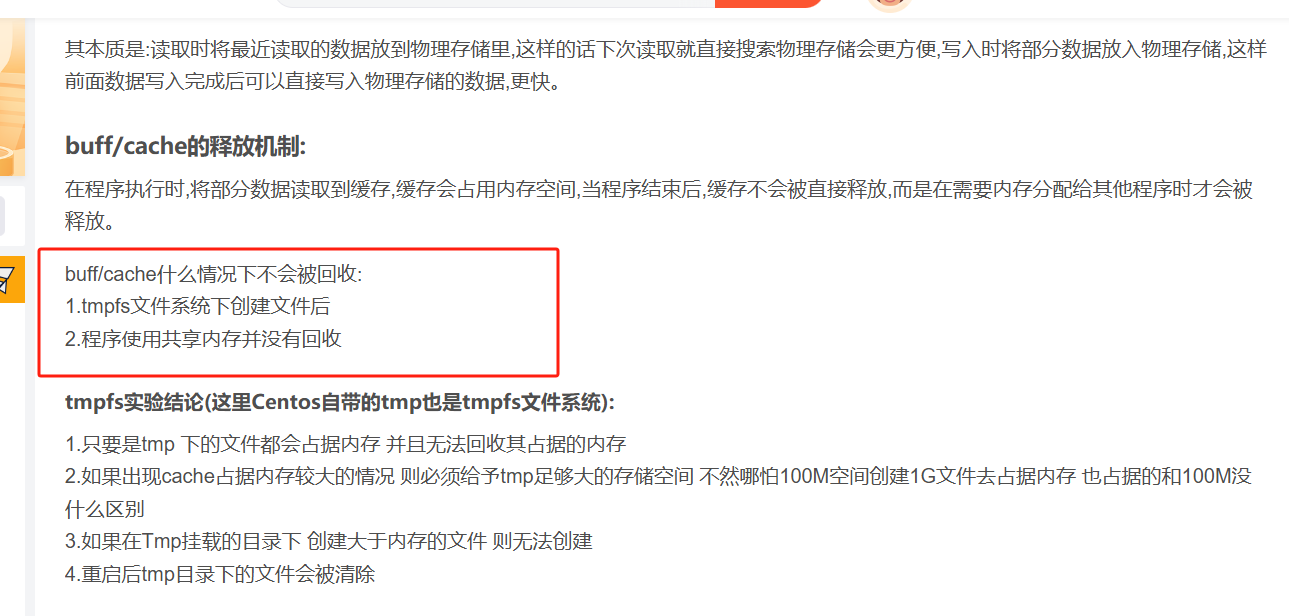 其本质是:读取时将最近读取的数据放到物理存储里,这样的话下次读取就直接搜索物理存储会更方便,写入时将部分数据放入物理存储,这样
前面数据写入完成后可以直接写入物理存储的数据,更快。
buff/cache的释放机制:
在程序执行时,将部分数据读取到缓存,缓存会占用内存空间,当程序结束后,缓存不会被直接释放,而是在需要内存分配给其他程序时才会被
释放。
buff/cache什么情况下不会被回收:
1.tmpfs文件系统下创建文件后
2.程序使用共享内存并没有回收
tmpfs实验结论(这里Centos自带的tmp也是tmpfs文件系统):
1.只要是tmp 下的文件都会占据内存 并且无法回收其占据的内存
2.如果出现cache占据内存较大的情况 则必须给予tmp足够大的存储空间 不然哪怕100M空间创建1G文件去占据内存 也占据的和100M没
什么区别
3.如果在Tmp挂载的目录下 创建大于内存的文件 则无法创建
4.重启后tmp目录下的文件会被清除